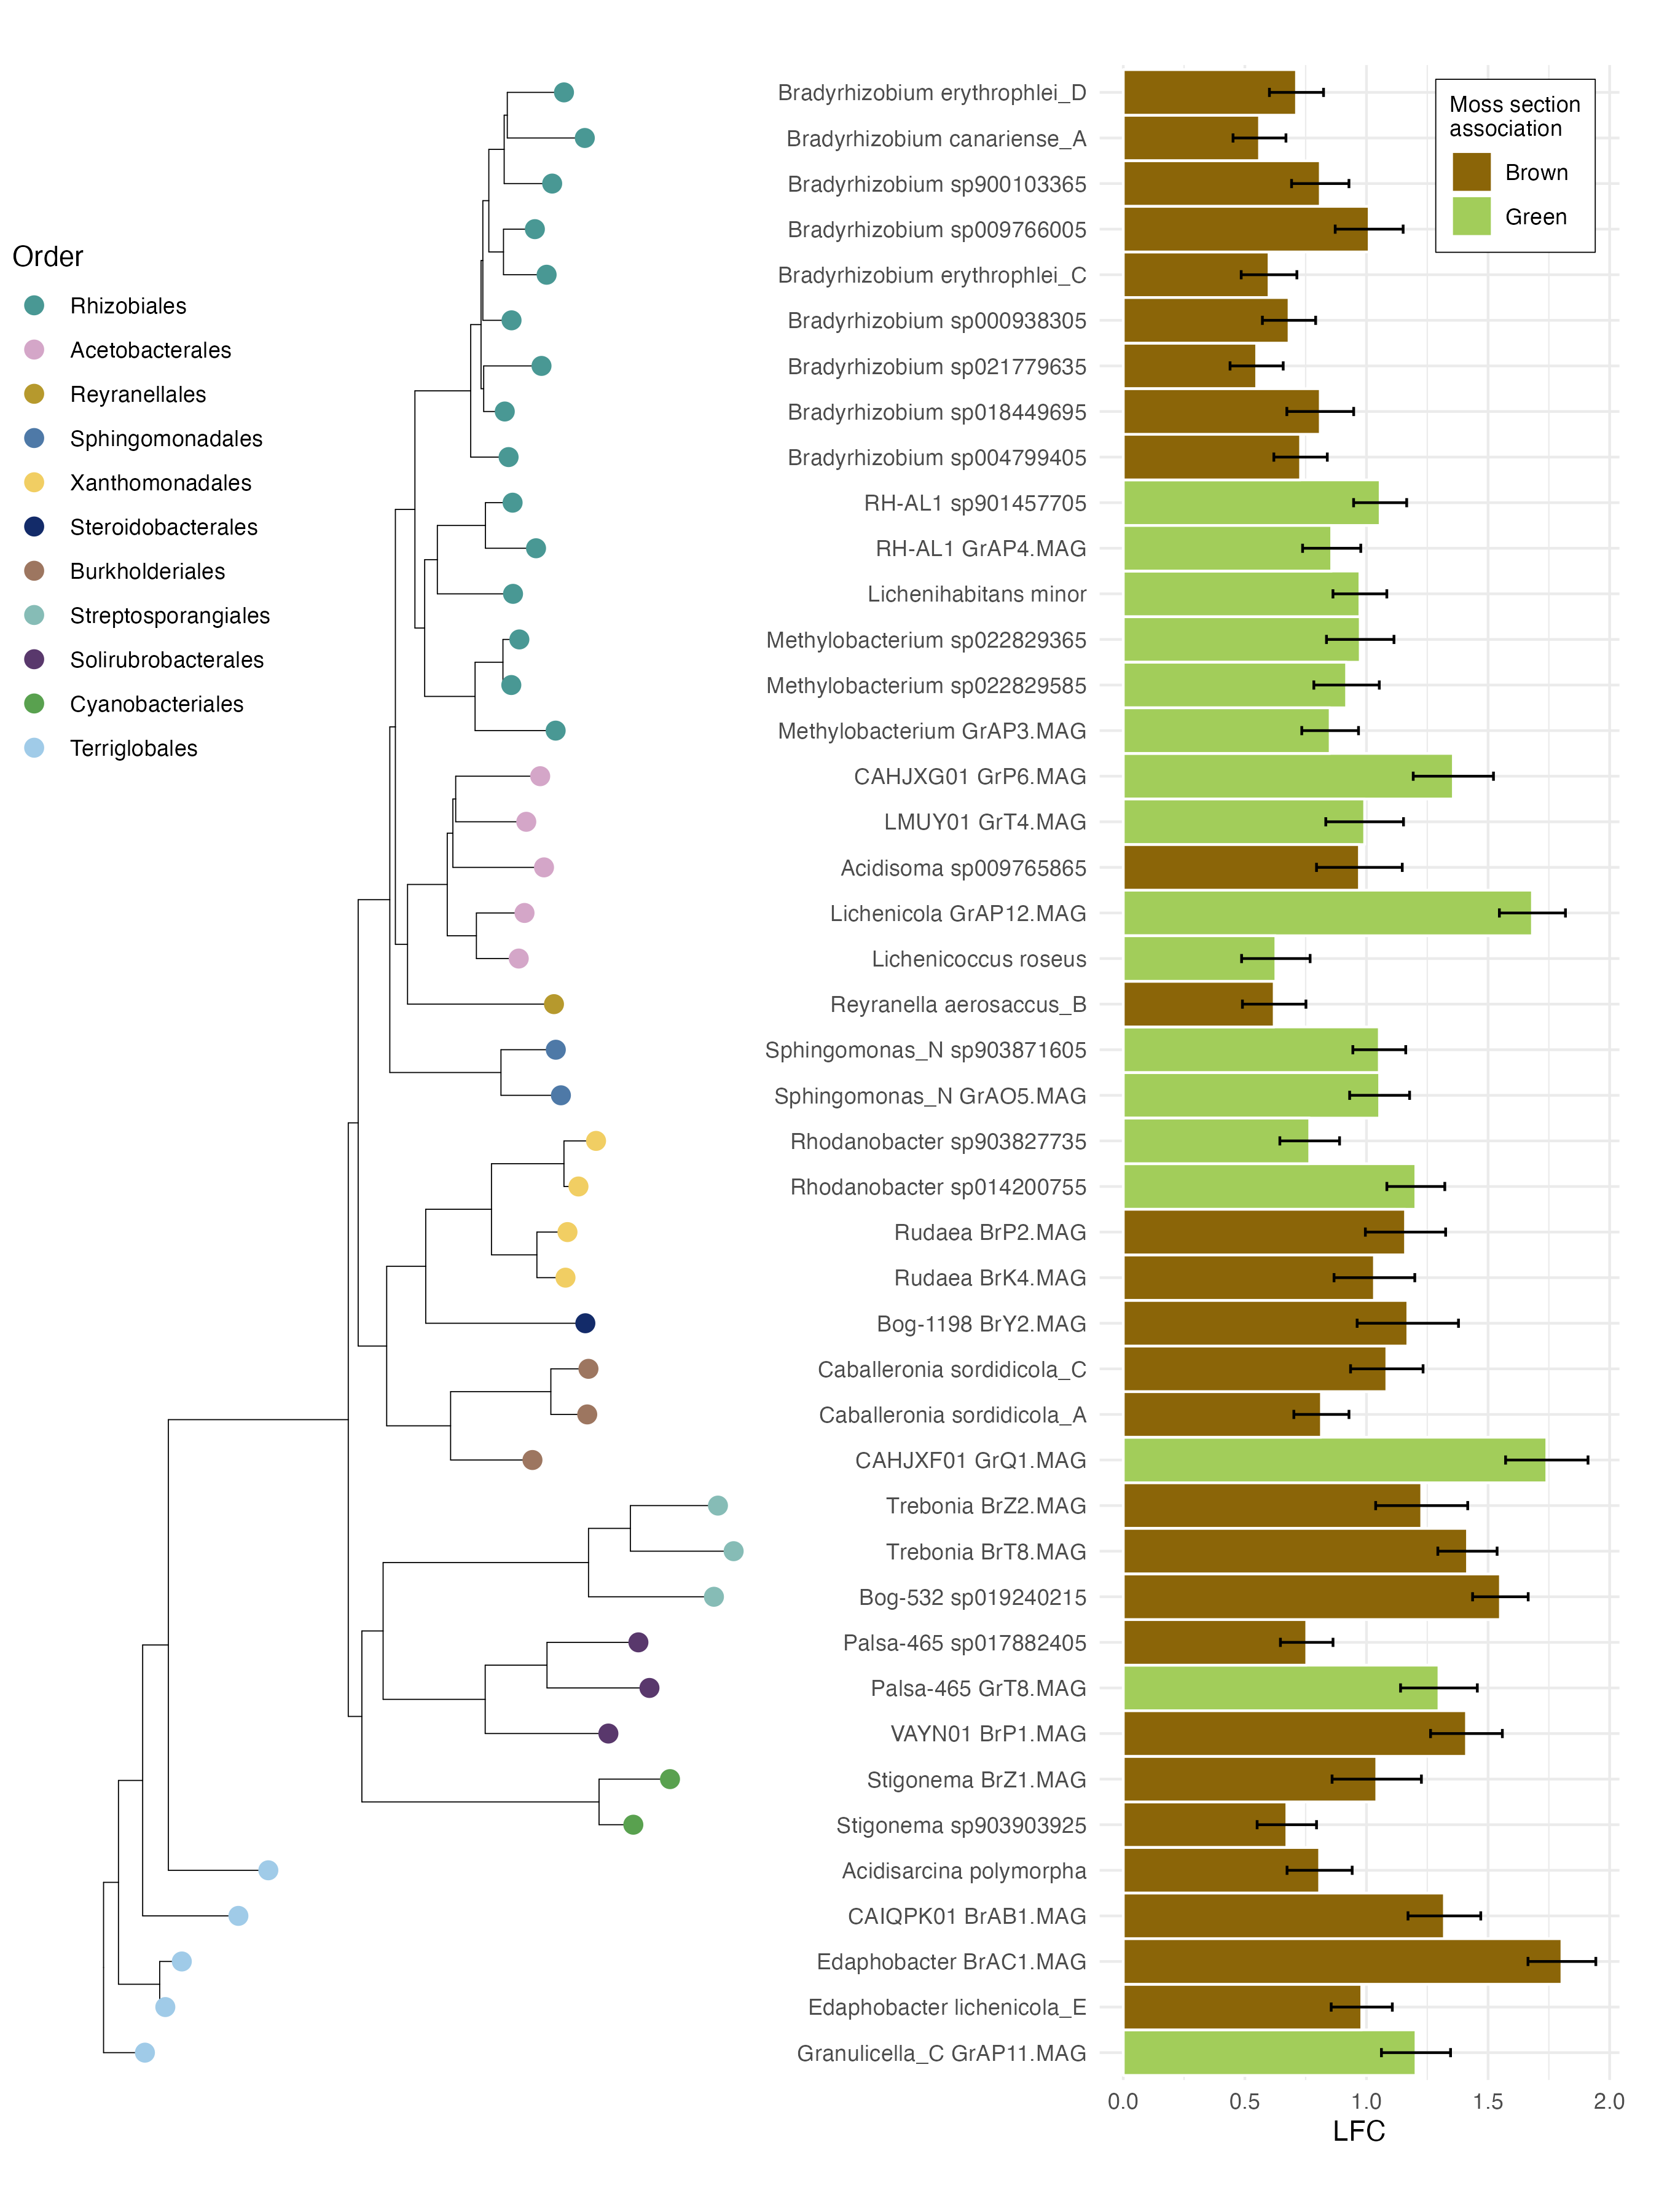 Order
Rhizobiales
Acetobacterales
Reyranellales
Sphingomonadales
Xanthomonadales
Steroidobacterales
Burkholderiales
Streptosporangiales
Solirubrobacterales
Cyanobacteriales
Terriglobales
Bradyrhizobium erythrophlei_D
Bradyrhizobium canariense_A
Bradyrhizobium sp900103365
Bradyrhizobium sp009766005
Bradyrhizobium erythrophlei_C
Bradyrhizobium sp000938305
Bradyrhizobium sp021779635
Bradyrhizobium sp018449695
Bradyrhizobium sp004799405
RH-AL1 sp901457705
RH-AL1 GrAP4.MAG
Lichenihabitans minor
Methylobacterium sp022829365
Methylobacterium sp022829585
Methylobacterium GrAP3.MAG
CAHJXG01 GrP6.MAG
LMUY01 GrT4.MAG
Acidisoma sp009765865
Lichenicola GrAP12.MAG
Lichenicoccus roseus
Reyranella aerosaccus_B
Sphingomonas_N sp903871605
Sphingomonas_N GrAO5.MAG
Rhodanobacter sp903827735
Rhodanobacter sp014200755
Rudaea BrP2.MAG
Rudaea BrK4.MAG
Bog-1198 BrY2.MAG
Caballeronia sordidicola_C
Caballeronia sordidicola_A
CAHJXF01 GrQ1.MAG
Trebonia BrZ2.MAG
Trebonia BrT8.MAG
Bog-532 sp019240215
Palsa-465 sp017882405
Palsa-465 GrT8.MAG
VAYN01 BrP1.MAG
Stigonema BrZ1.MAG
Stigonema sp903903925
Acidisarcina polymorpha
CAIQPK01 BrAB1.MAG
Edaphobacter BrAC1.MAG
Edaphobacter lichenicola_E
Granulicella_C GrAP11.MAG
Moss section
association
Brown
Green
0.0 0.5 1.0 1.5 2.0
LFC